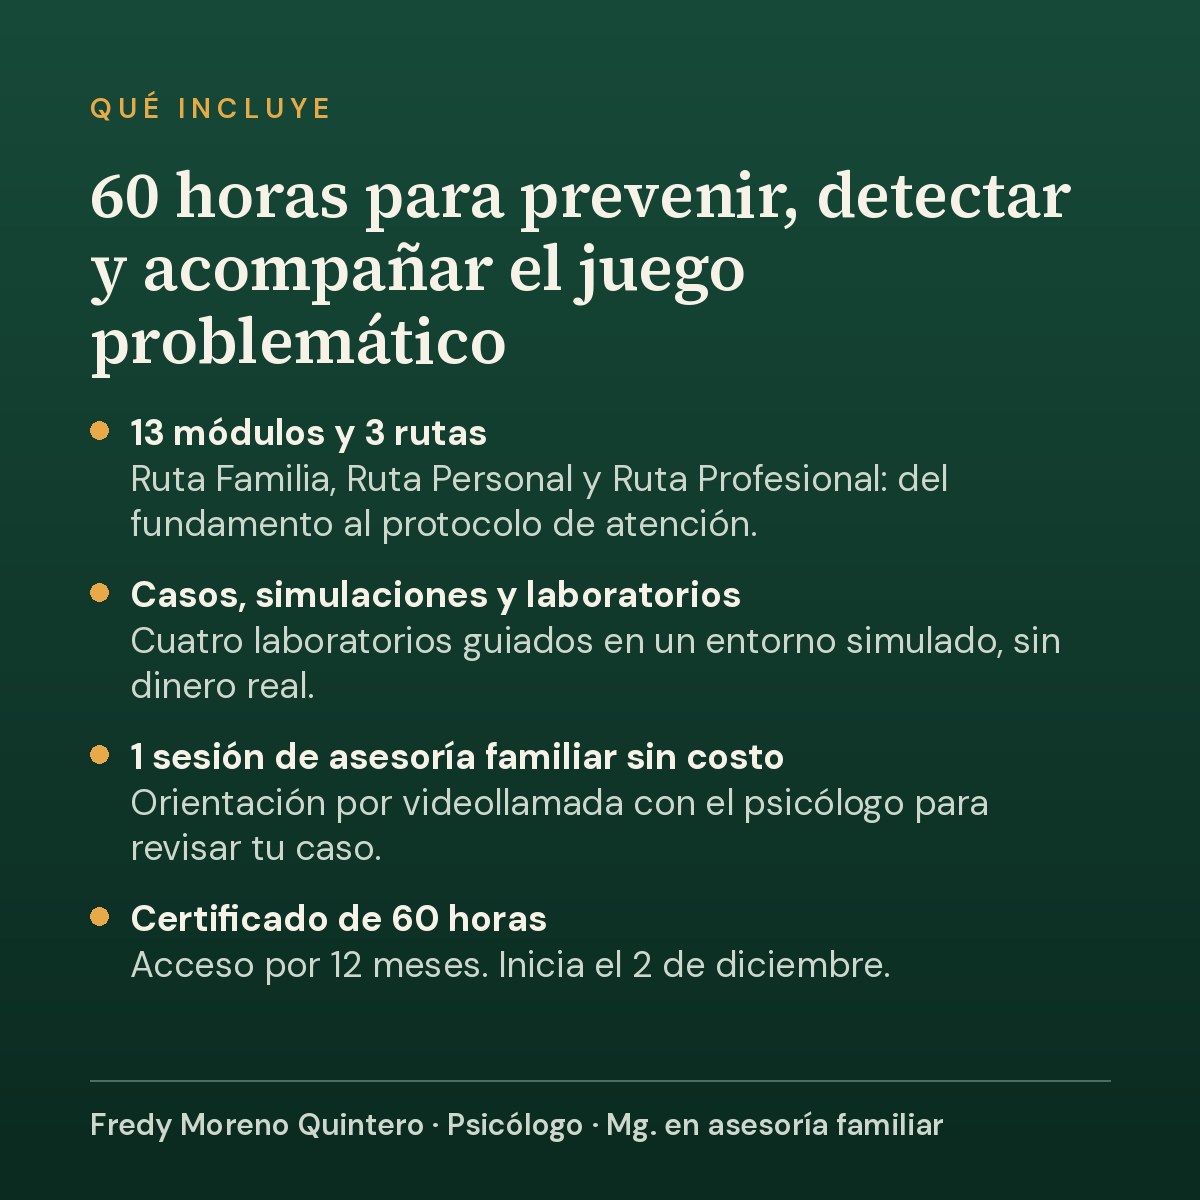 QUÉ INCLUYE
60 horas para prevenir, detectar
y acompañar el juego
problemático
13 módulos y 3 rutas
Ruta Familia, Ruta Personal y Ruta Profesional: del
fundamento al protocolo de atención.
Casos, simulaciones y laboratorios
Cuatro laboratorios guiados en un entorno simulado, sin
dinero real.
1 sesión de asesoría familiar sin costo
Orientación por videollamada con el psicólogo para
revisar tu caso.
Certificado de 60 horas
Acceso por 12 meses. Inicia el 2 de diciembre.
Fredy Moreno Quintero · Psicólogo · Mg. en asesoría familiar